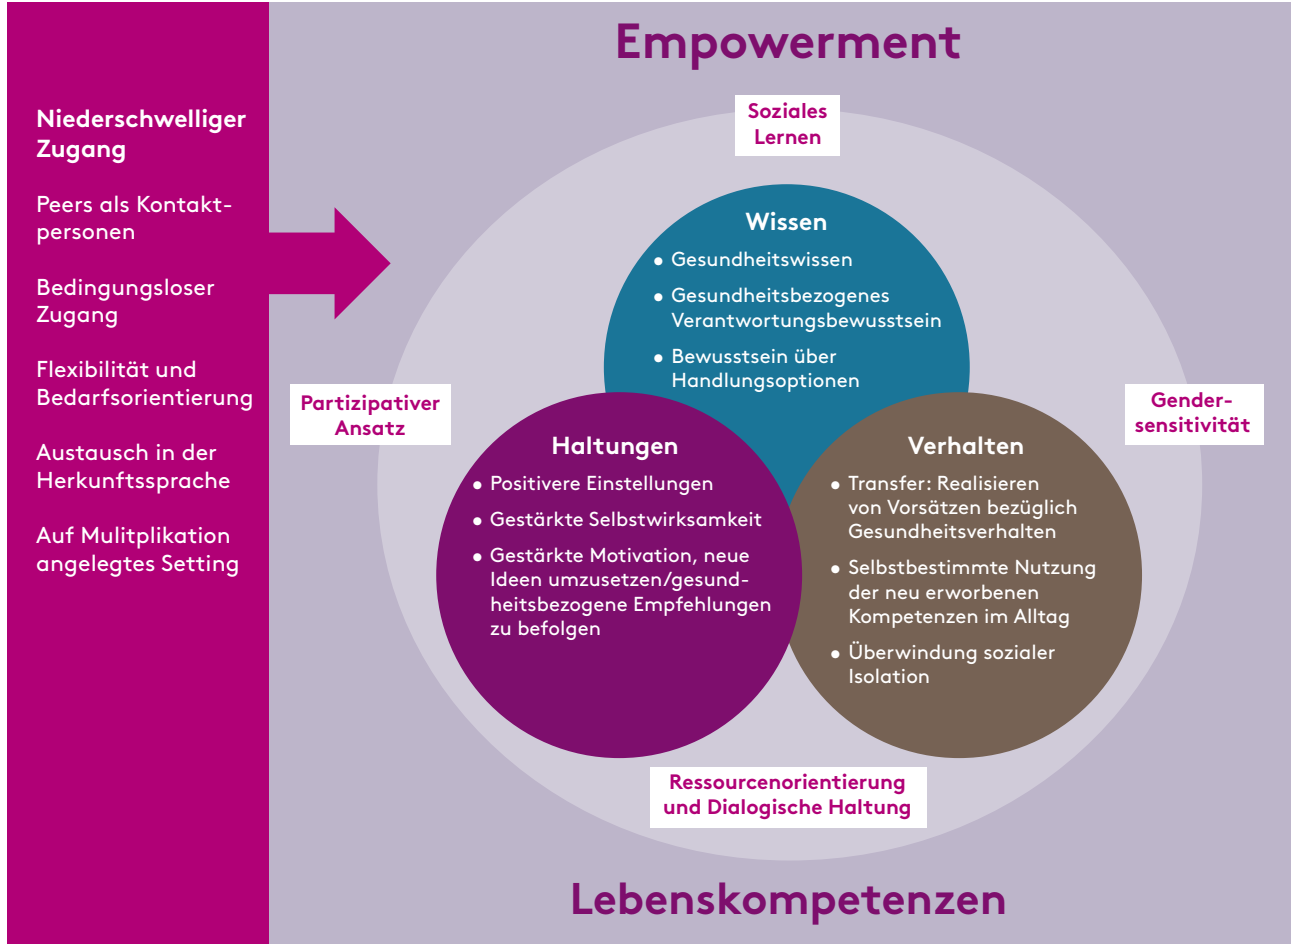 Empowerment
Niederschwelliger
Zugang
Peers als Kontakt-
personen
Bedingungsloser
Zugang
Flexibilität und
Bedarfsorientierung
Austausch in der
Herkunftssprache
Auf Mulitplikation
angelegtes Setting
Soziales
Lernen
Wissen
• Gesundheitswissen
• Gesundheitsbezogenes
Verantwortungsbewusstsein
• Bewusstsein über
Handlungsoptionen
Partizipativer
Ansatz
Gender-
sensitivität
Haltungen
• Positivere Einstellungen
• Gestärkte Selbstwirksamkeit
• Gestärkte Motivation, neue
Ideen umzusetzen/gesund-
heitsbezogene Empfehlungen
zu befolgen
Verhalten
• Transfer: Realisieren
von Vorsätzen bezüglich
Gesundheitsverhalten
• Selbstbestimmte Nutzung
der neu erworbenen
Kompetenzen im Alltag
• Überwindung sozialer
Isolation
Ressourcenorientierung
und Dialogische Haltung
Lebenskompetenzen